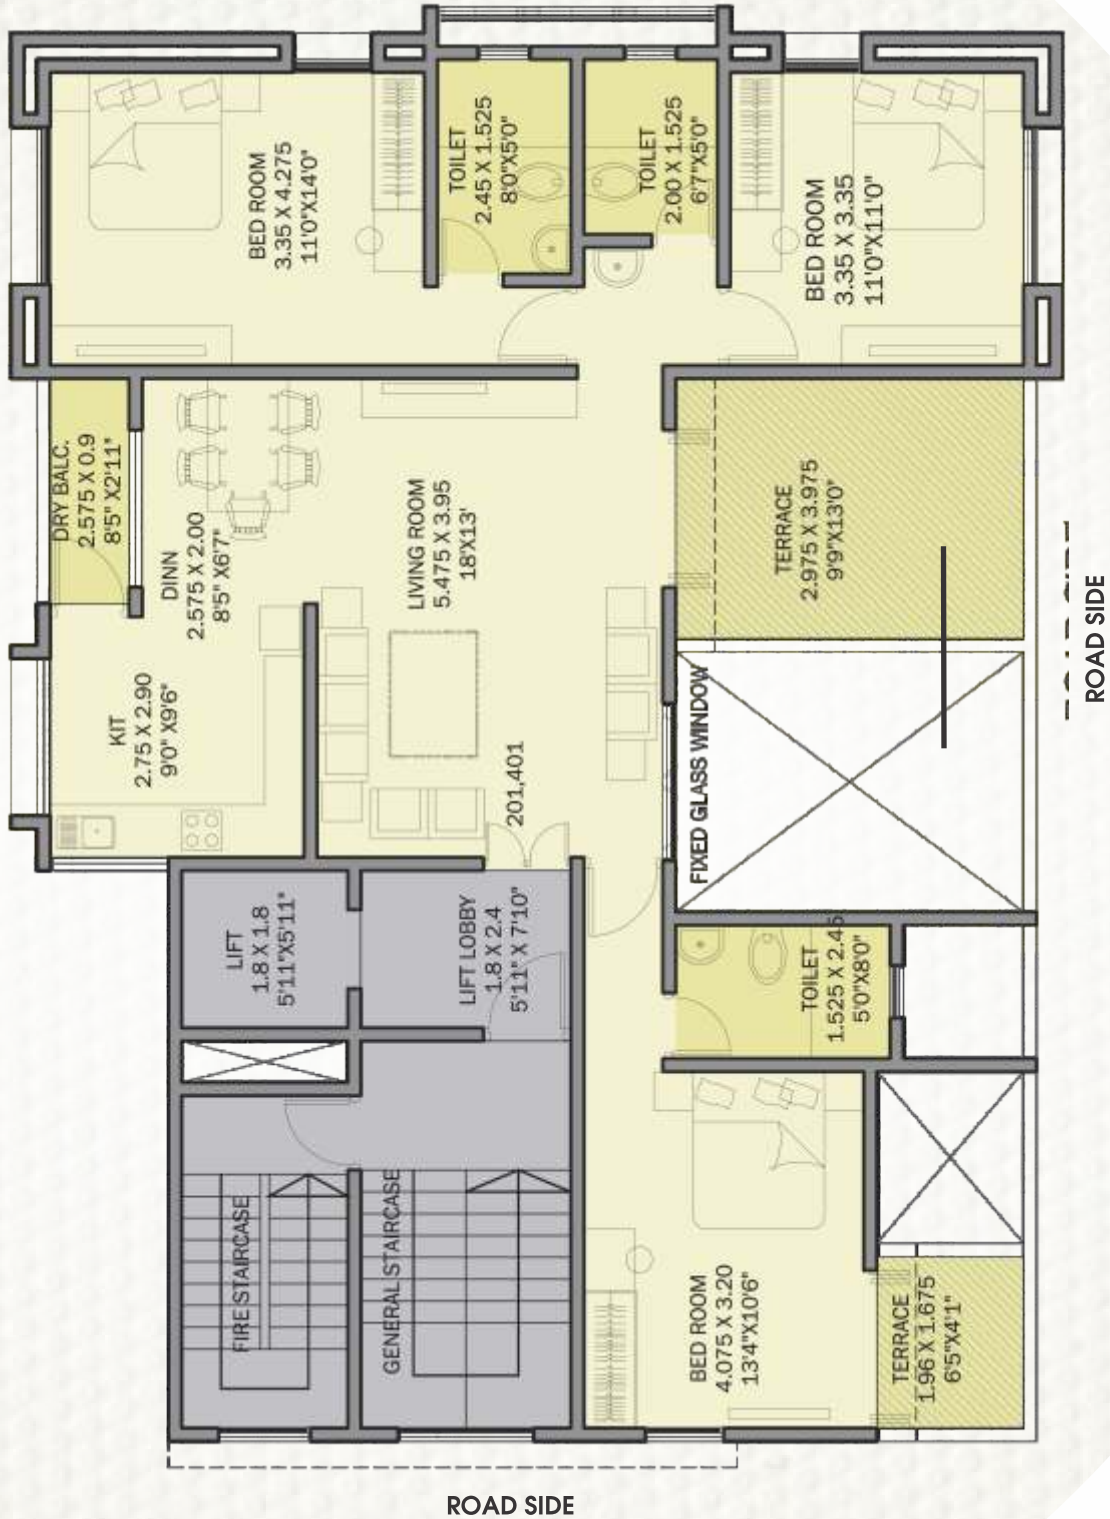 BED ROOM
3.35 X 4.275
11'0"X14'0"
TOILET
2.45 X 1.525
8'0"X5'0"
TOILET
2.00 X 1.525
6'7"X5'0"
BED ROOM
3.35 X 3.35
11'0"X11'0"
DRY BALC.
2.575 X 0.9
8'5" X2'11"
DINN
2.575 X 2.00
8'5" X6'7"
LIVING ROOM
5.475 X 3.95
18'X13'
TERRACE
2.975 X 3.975
9'9"X13'0"
ROAD SIDE
KIT
2.75 X 2.90
9'0" X9'6"
201,401
FIXED GLASS WINDOW
LIFT
1.8 X 1.8
5'11"X5'11"
LIFT LOBBY
1.8 X 2.4
5'11" X 7'10"
TOILET
1.525 X 2.45
5'0"X8'0"
FIRE STAIRCASE
GENERAL STAIRCASE
BED ROOM
4.075 X 3.20
13'4"X10'6"
TERRACE
1.96 X 1.675
6'5"X4'1"
ROAD SIDE